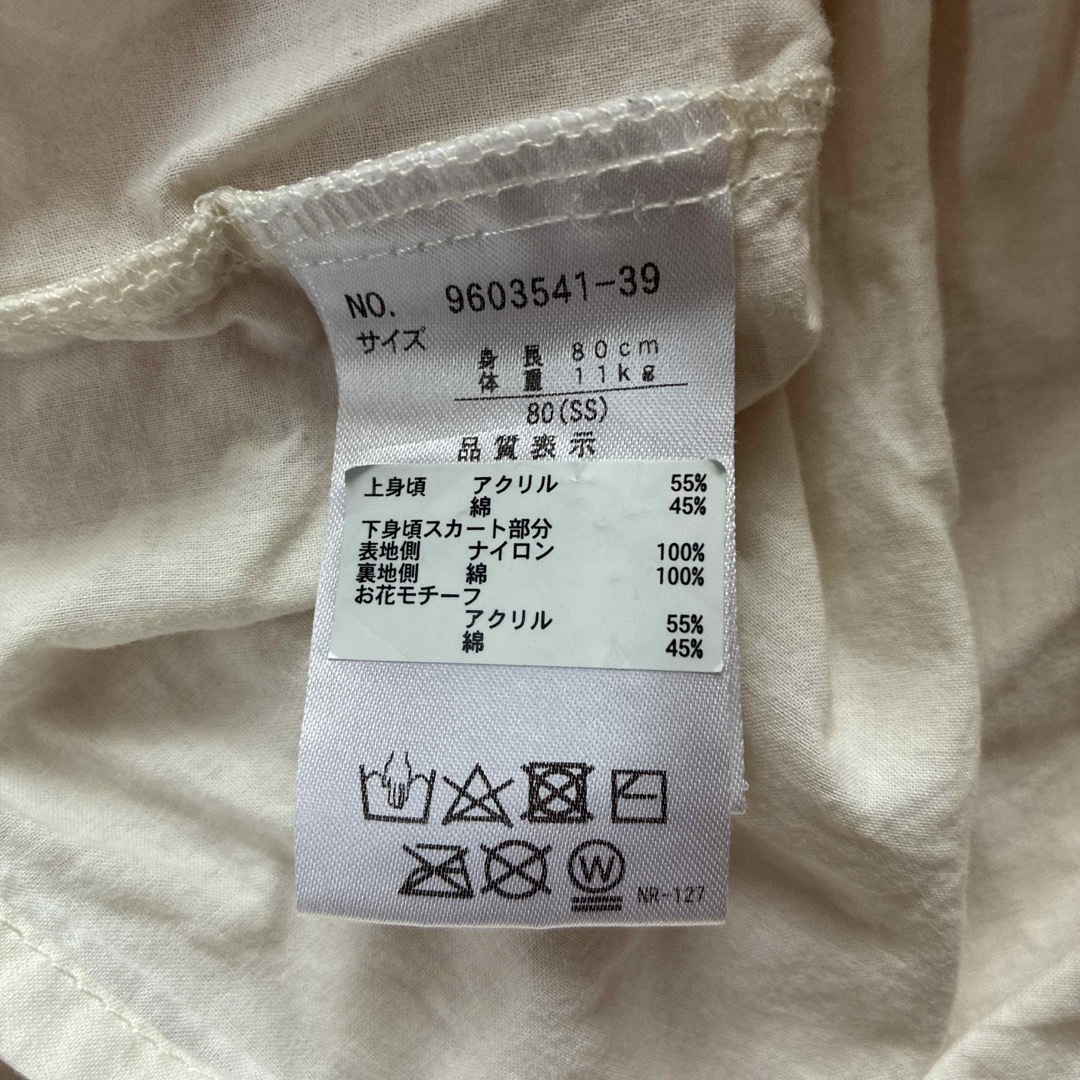 NO. 9603541-39
サイズ
身 長 80cm
体 重 11kg
80(SS)
品質表示
上身頃 アクリル 55%
綿 45%
下身頃スカート部分
表地側 ナイロン 100%
裏地側 綿 100%
お花モチーフ
アクリル 55%
綿 45%
W
NR-127